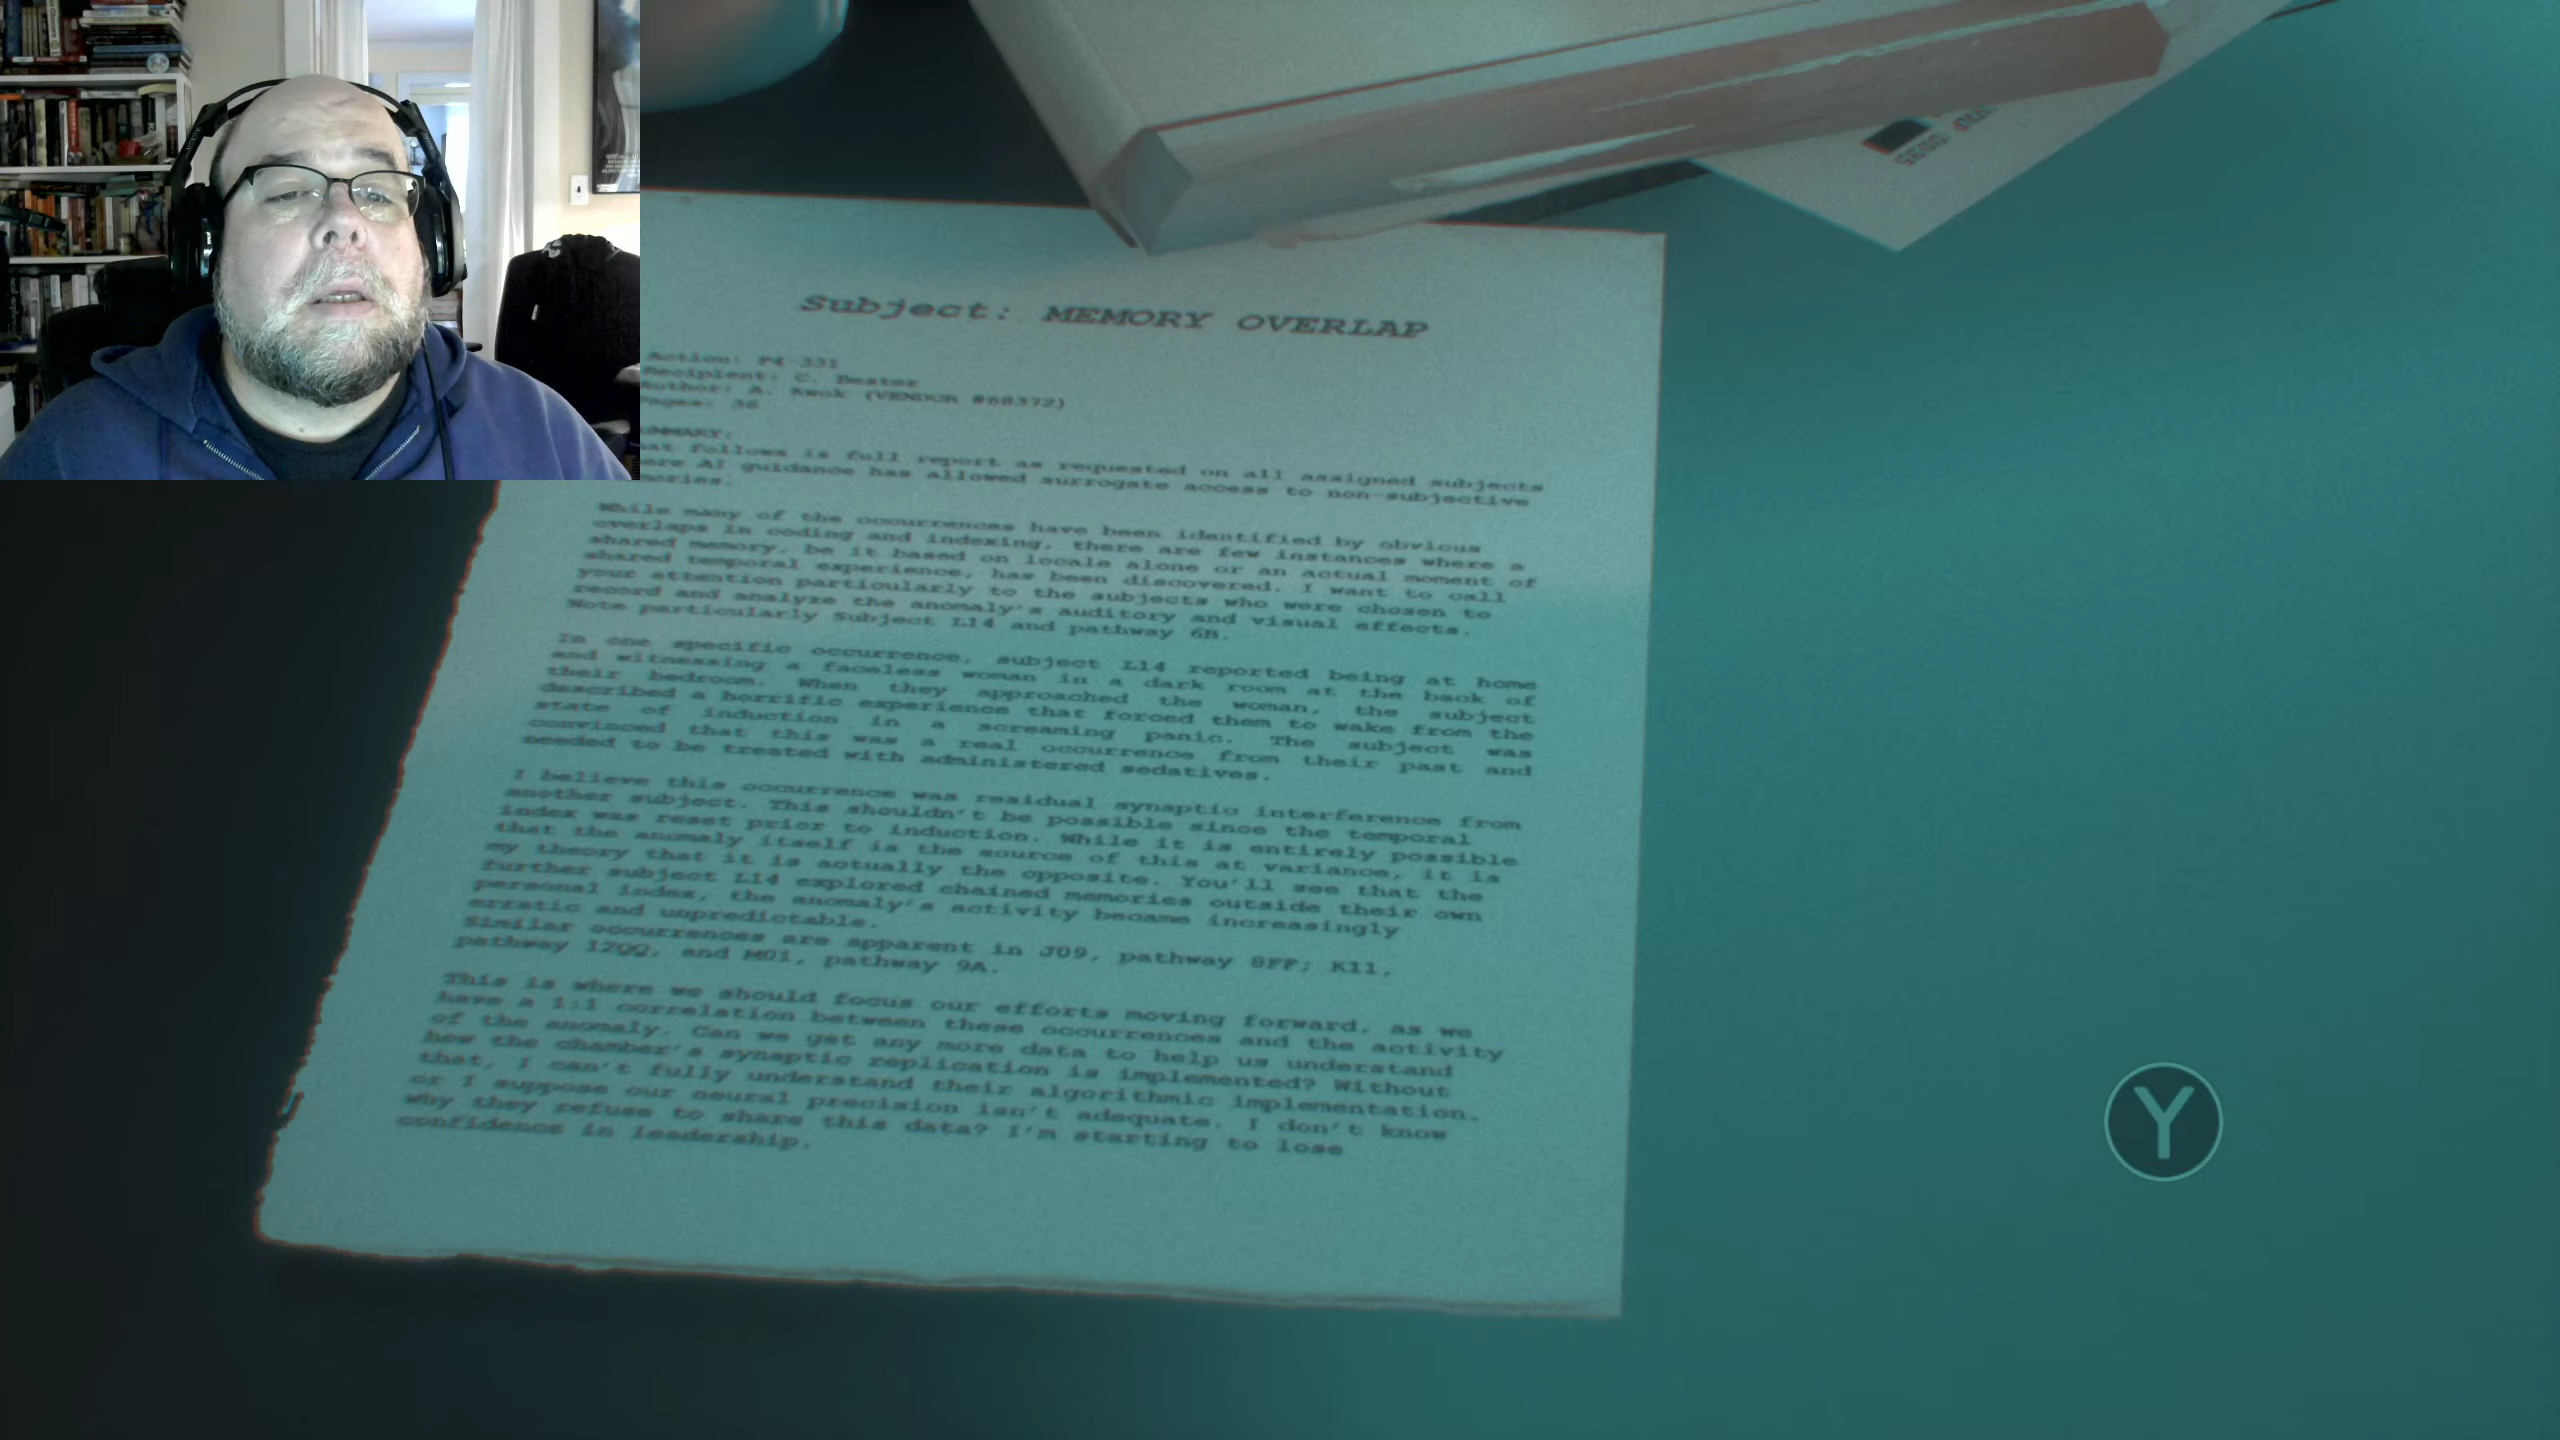 Subject: MEMORY OVERLAP
Action: P4-331
Recipient: C. Bester
Author: A. Kwok (VENDOR #68372)
Pages: 36
follows is full report as requested on all assigned subjects
AI guidance has allowed surrogate access to non-subjective
While many of the occurrences have been identified by obvious
overlaps in coding and indexing, there are few instances where a
shared memory, be it based on locale alone or an actual moment of
shared temporal experience, has been discovered. I want to call
your attention particularly to the subjects who were chosen to
record and analyze the anomaly's auditory and visual effects.
Note particularly Subject L14 and pathway 6B.
In one specific occurrence, subject L14 reported being at home
and witnessing a faceless woman in a dark room at the back of
their bedroom. When they approached the woman, the subject
described a horrific experience that forced them to wake from the
state of induction in a screaming panic. The subject was
convinced that this was a real occurrence from their past and
needed to be treated with administered sedatives.
I believe this occurrence was residual synaptic interference from
another subject. This shouldn't be possible since the temporal
index was reset prior to induction. While it is entirely possible
that the anomaly itself is the source of this at variance, it is
my theory that it is actually the opposite. You'll see that the
further subject L14 explored chained memories outside their own
personal index, the anomaly's activity became increasingly
erratic and unpredictable.
Similar occurrences are apparent in J09, pathway 8FF; K11,
pathway 12QQ, and M01, pathway 9A.
This is where we should focus our efforts moving forward, as we
have a 1:1 correlation between these occurrences and the activity
of the anomaly. Can we get any more data to help us understand
how the chamber's synaptic replication is implemented? Without
that, I can't fully understand their algorithmic implementation.
or I suppose our neural precision isn't adequate. I don't know
why they refuse to share this data? I'm starting to lose
confidence in leadership.
Y